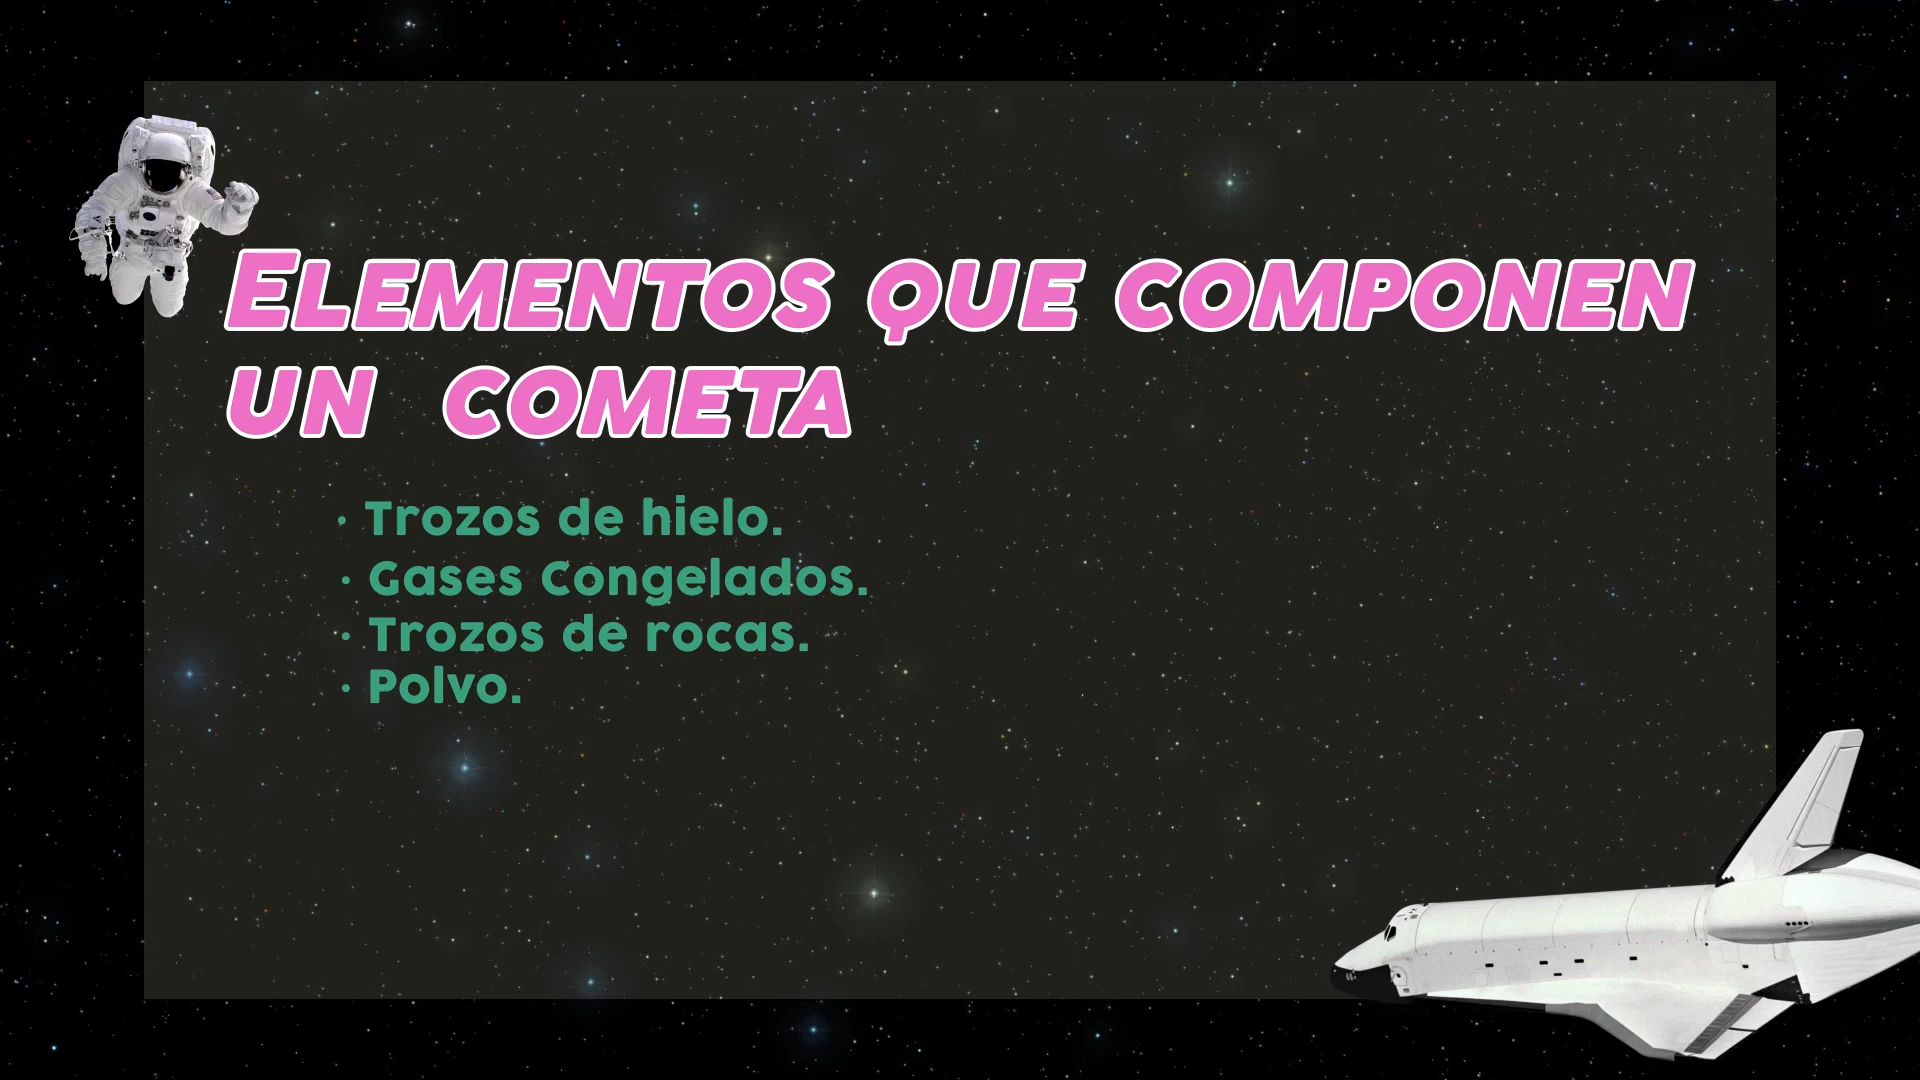 Elementos que componen
un cometa
· Trozos de hielo.
· Gases Congelados.
· Trozos de rocas.
· Polvo.